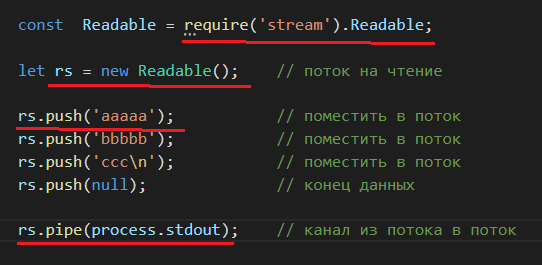 const  Readable = require('stream').Readable;
let rs = new Readable();    // поток на чтение
rs.push('aaaaa');           // поместить в поток
rs.push('bbbbb');           // поместить в поток
rs.push('ccc\n');           // поместить в поток
rs.push(null);              // конец данных
rs.pipe(process.stdout);    // канал из потока в поток